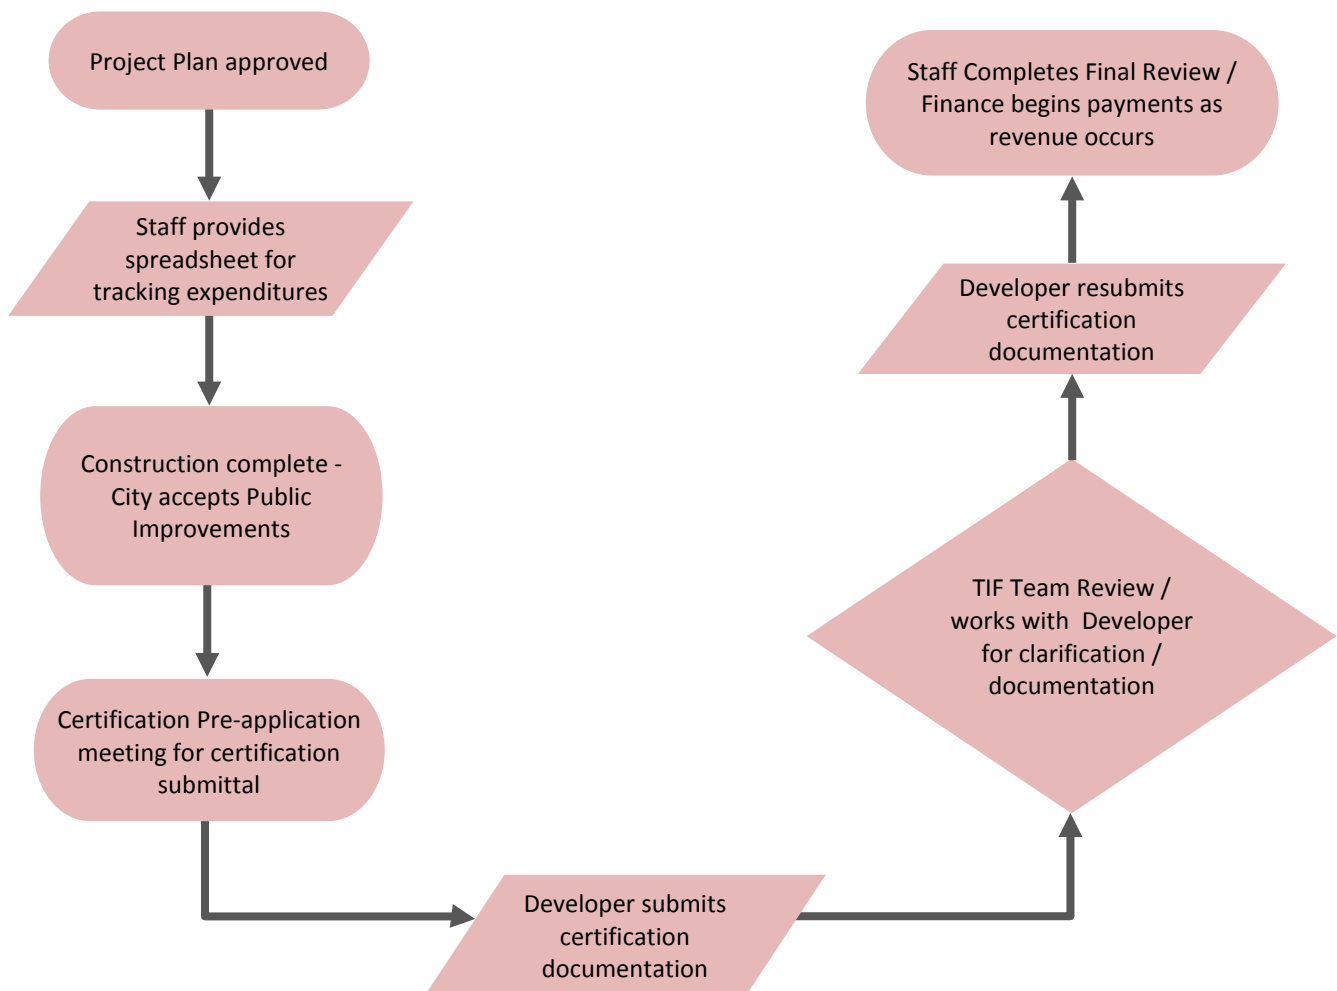 Project Plan approved
Staff provides
spreadsheet for
tracking expenditures
Construction complete -
City accepts Public
Improvements
Certification Pre-application
meeting for certification
submittal
Developer submits
certification
documentation
TIF Team Review /
works with  Developer
for clarification /
documentation
Developer resubmits
certification
documentation
Staff Completes Final Review /
Finance begins payments as
revenue occurs